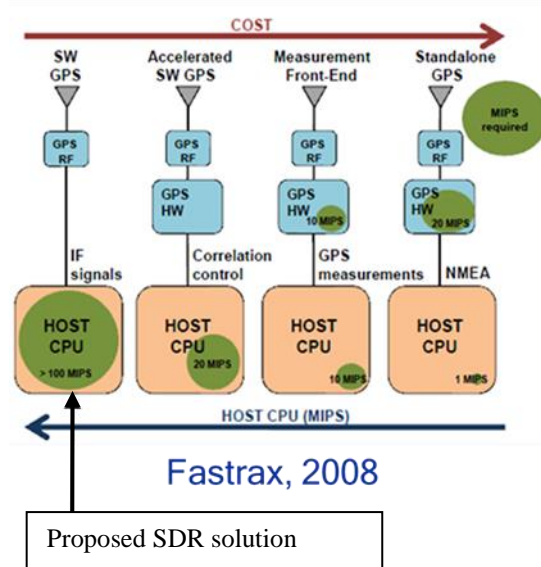 COST
SW
GPS
Accelerated
SW GPS
Measurement
Front-End
Standalone
GPS
MIPS
required
GPS
RF
GPS
RF
GPS
RF
GPS
RF
GPS
HW
GPS
HW
10 MIPS
GPS
HW
20 MIPS
IF
signals
Correlation
control
GPS
measurements
NMEA
HOST
CPU
> 100 MIPS
HOST
CPU
20 MIPS
HOST
CPU
10 MIPS
HOST
CPU
1 MIPS
HOST CPU (MIPS)
Fastrax, 2008
Proposed SDR solution